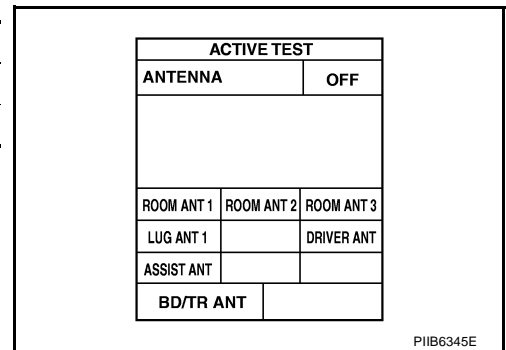 ACTIVE TEST
ANTENNA OFF
ROOM ANT 1 ROOM ANT 2 ROOM ANT 3
LUG ANT 1 DRIVER ANT
ASSIST ANT
BD/TR ANT
PIIB6345E